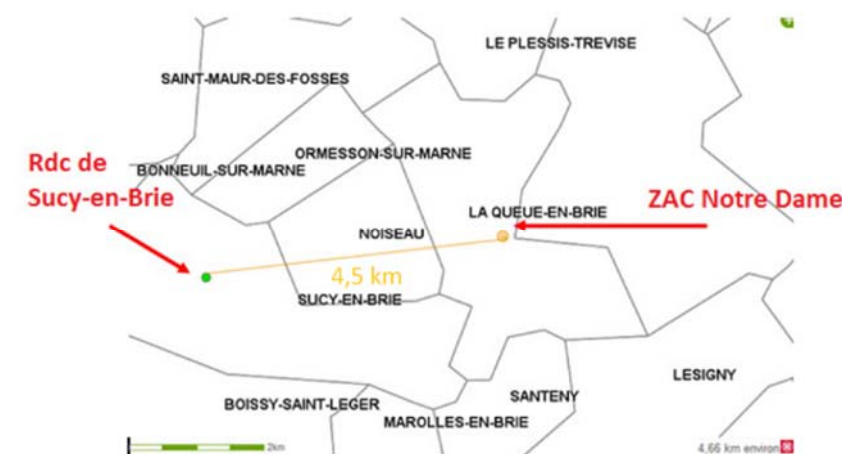 LE PLESSIS-TREVISE
SAINT-MAUR-DES-FOSSES
Rdc de
Sucy-en-Brie
ORMESSON-SUR-MARNE
BONNEUIL-SUR-MARNE
LA QUEUE-EN-BRIE
ZAC Notre Dame
NOISEAU
4,5 km
SUCY-EN-BRIE
LESIGNY
SANTENY
BOISSY-SAINT-LEGER
MAROLLES-EN-BRIE
2km
4,66 km environ